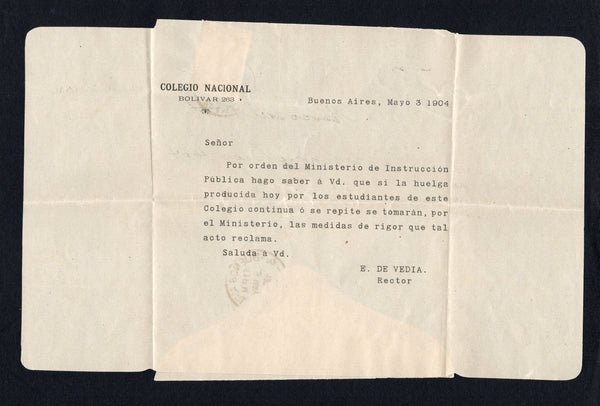 COLEGIO NACIONAL
BOLÍVAR 263
Buenos Aires, Mayo 3 1904
Señor
Por orden del Ministerio de Instrucción
Pública hago saber á Vd. que si la huelga
producida hoy por los estudiantes de este
Colegio continua ó se repite se tomarán, por
el Ministerio, las medidas de rigor que tal
acto reclama.
Saluda á Vd.
E. DE VEDIA.
Rector